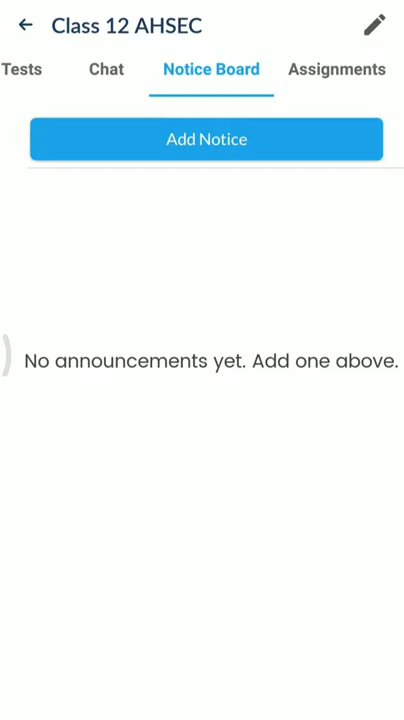 Class 12 AHSEC
Tests Chat Notice Board Assignments
Add Notice
No announcements yet. Add one above.